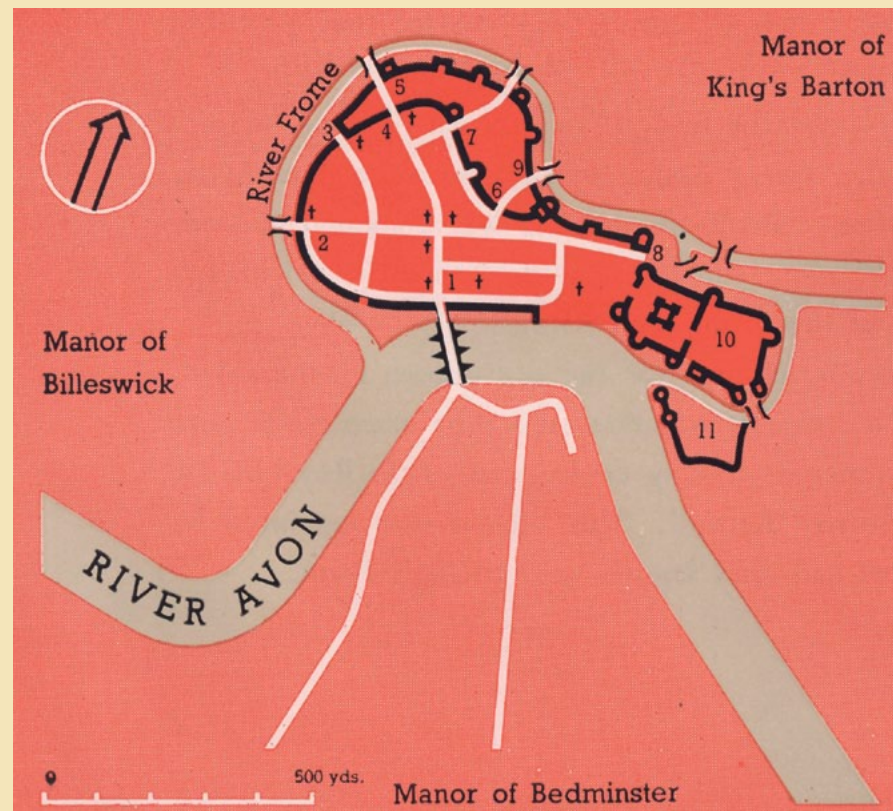 Manor of
King's Barton
River Frome
5
3
4
7
9
6
2
8
1
10
Manor of
Billeswick
11
RIVER AVON
0
500 yds.
Manor of Bedminster